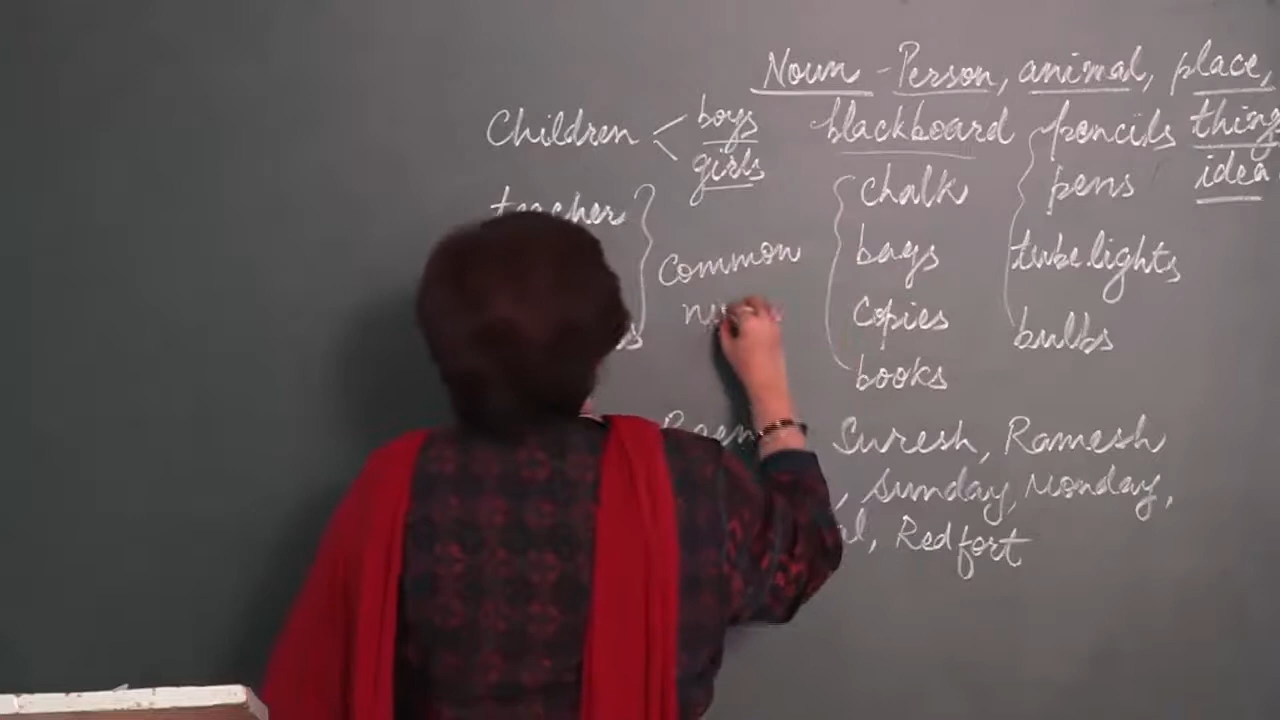 Noun - Person, animal, place,
Children < boys blackboard pencils thing
girls chalk pens idea
teacher
common bags tubelights
copies bulbs
books
Suresh, Ramesh
, Sunday, Monday,
, Redfort